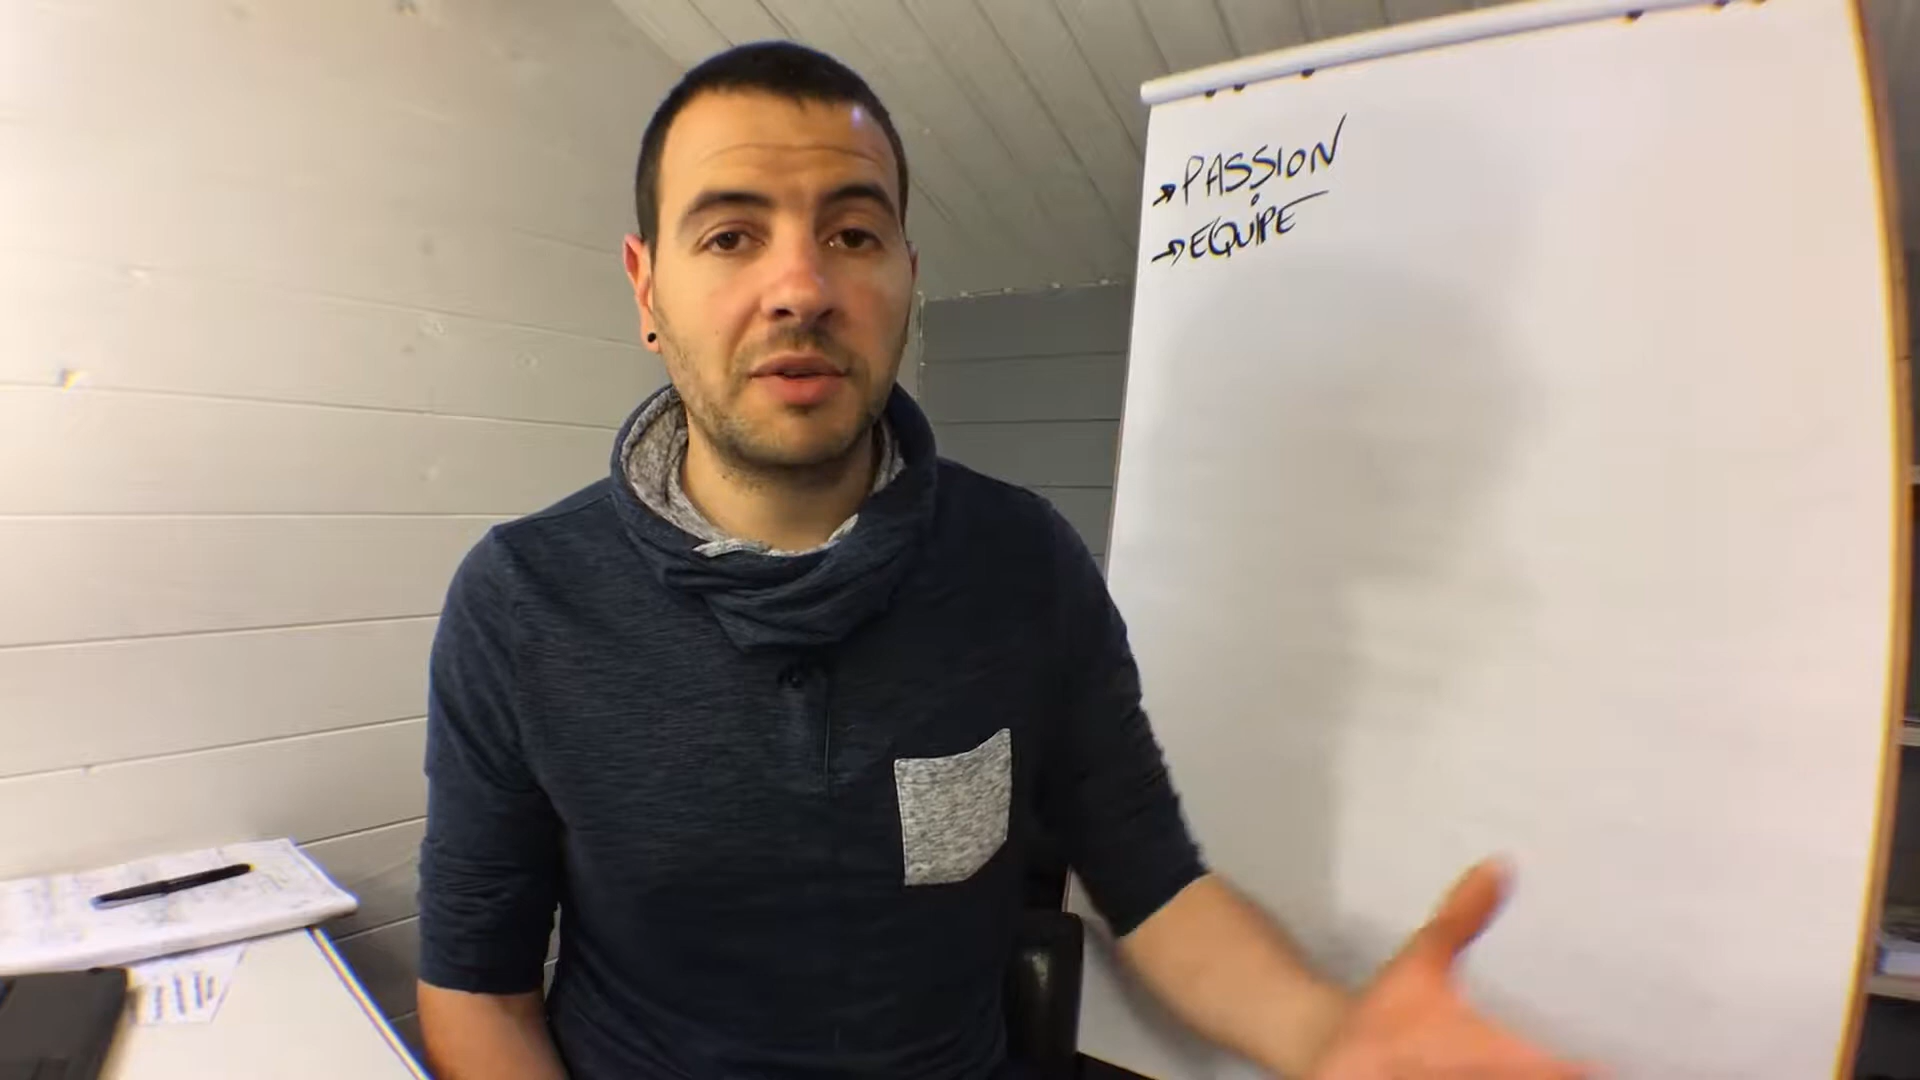 → PASSION
→ EQUIPE